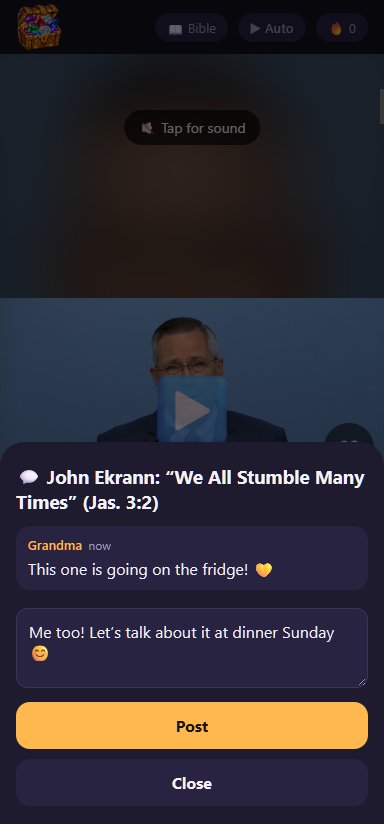 📖 Bible
▶ Auto
🔥 0
🔇 Tap for sound
💬 John Ekrann: “We All Stumble Many
Times” (Jas. 3:2)
Grandma now
This one is going on the fridge! 💛
Me too! Let’s talk about it at dinner Sunday
😊
Post
Close